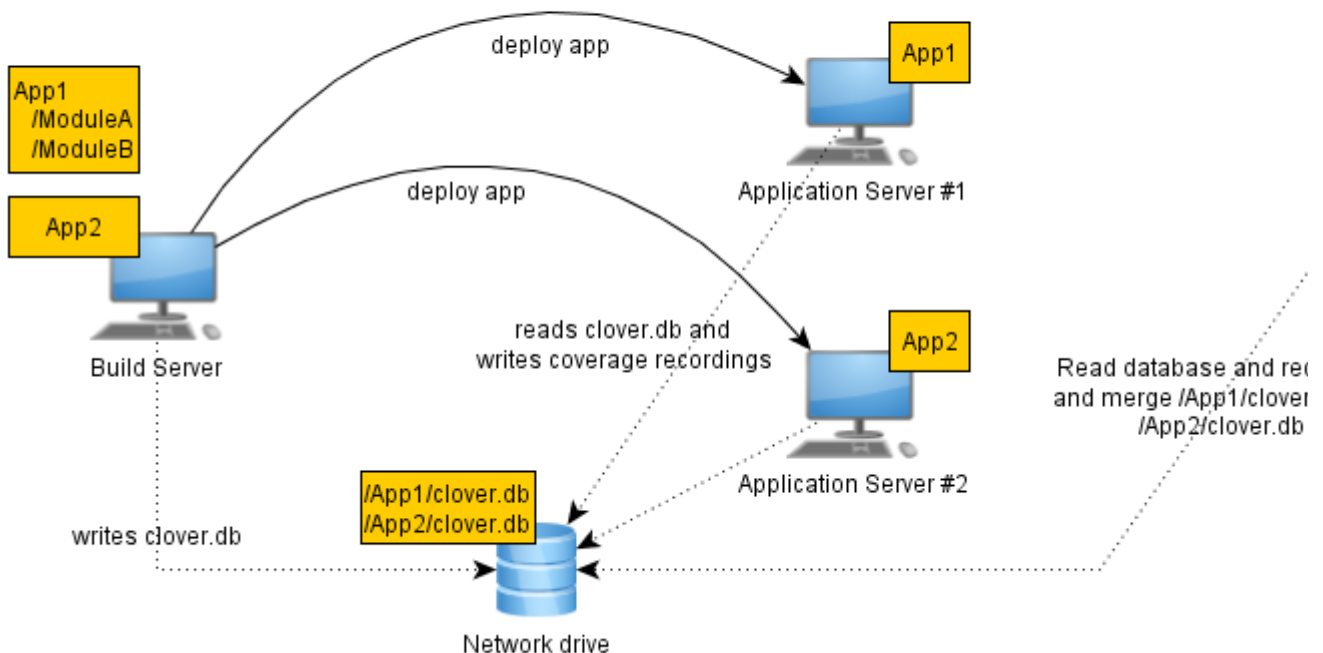 deploy app
App1
App1
/ModuleA
/ModuleB
Application Server #1
deploy app
App2
Build Server
reads clover.db and
writes coverage recordings
App2
Read database and
and merge /App1/clover
/App2/clover.db
Application Server #2
/App1/clover.db
/App2/clover.db
writes clover.db
Network drive